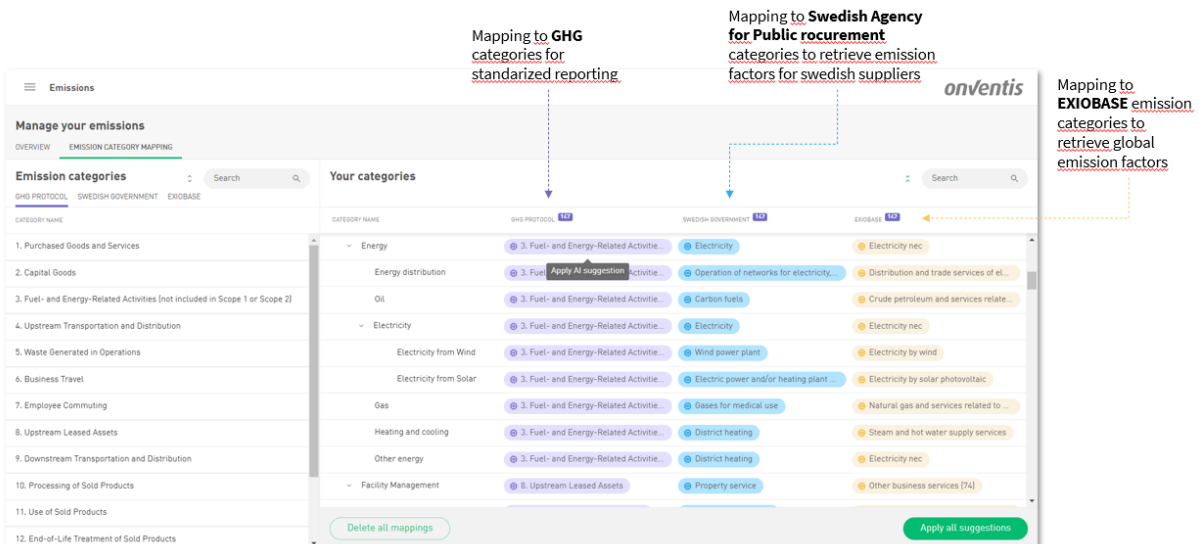 Mapping to GHG
categories for
standarized reporting
Mapping to Swedish Agency
for Public rocurement
categories to retrieve emission
factors for swedish suppliers
Mapping to
EXIOBASE emission
categories to
retrieve global
emission factors
Emissions
onventis
Manage your emissions
OVERVIEW EMISSION CATEGORY MAPPING
Emission categories Search
GHG PROTOCOL SWEDISH GOVERNMENT EXIOBASE
CATEGORY NAME
1. Purchased Goods and Services
2. Capital Goods
3. Fuel- and Energy-Related Activities (not included in Scope 1 or Scope 2)
4. Upstream Transportation and Distribution
5. Waste Generated in Operations
6. Business Travel
7. Employee Commuting
8. Upstream Leased Assets
9. Downstream Transportation and Distribution
10. Processing of Sold Products
11. Use of Sold Products
12. End-of-Life Treatment of Sold Products
Your categories Search
CATEGORY NAME GHG PROTOCOL 147 SWEDISH GOVERNMENT 147 EXIOBASE 147
Energy 3. Fuel- and Energy-Related Activitie... Electricity Electricity nec
Apply AI suggestion
Energy distribution 3. Fuel Activitie... Operation of networks for electricity,... Distribution and trade services of el...
Oil 3. Fuel- and Energy-Related Activitie... Carbon fuels Crude petroleum and services relate...
Electricity 3. Fuel- and Energy-Related Activitie... Electricity Electricity nec
Electricity from Wind 3. Fuel- and Energy-Related Activitie... Wind power plant Electricity by wind
Electricity from Solar 3. Fuel- and Energy-Related Activitie... Electric power and/or heating plant ... Electricity by solar photovoltaic
Gas 3. Fuel- and Energy-Related Activitie... Gases for medical use Natural gas and services related to ...
Heating and cooling 3. Fuel- and Energy-Related Activitie... District heating Steam and hot water supply services
Other energy 3. Fuel- and Energy-Related Activitie... District heating Electricity nec
Facility Management 8. Upstream Leased Assets Property service Other business services (74)
Delete all mappings Apply all suggestions